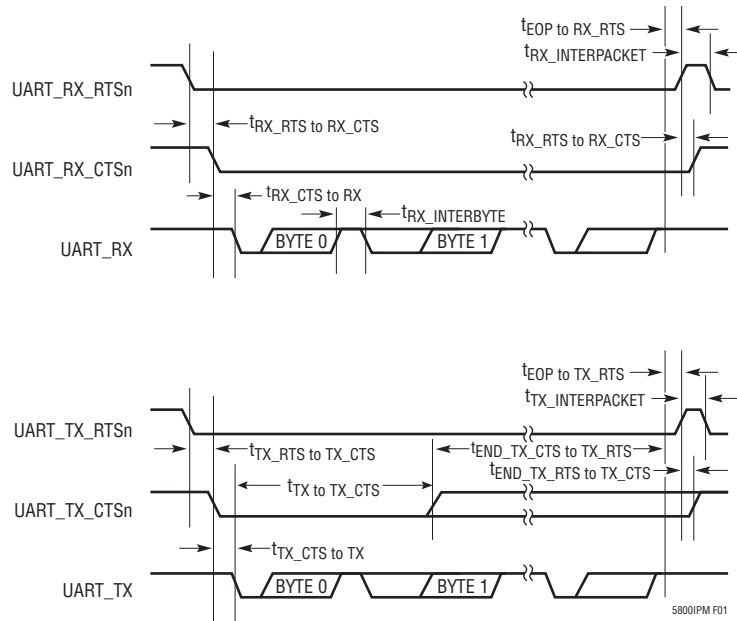 tEOP to RX_RTS
tRX_INTERPACKET
UART_RX_RTSn
tRX_RTS to RX_CTS
tRX_RTS to RX_CTS
UART_RX_CTSn
tRX_CTS to RX
tRX_INTERBYTE
UART_RX
BYTE 0
BYTE 1
tEOP to TX_RTS
tTX_INTERPACKET
UART_TX_RTSn
tTX_RTS to TX_CTS
tEND_TX_CTS to TX_RTS
tEND_TX_RTS to TX_CTS
tTX to TX_CTS
UART_TX_CTSn
tTX_CTS to TX
UART_TX
BYTE 0
BYTE 1
5800IPM F01